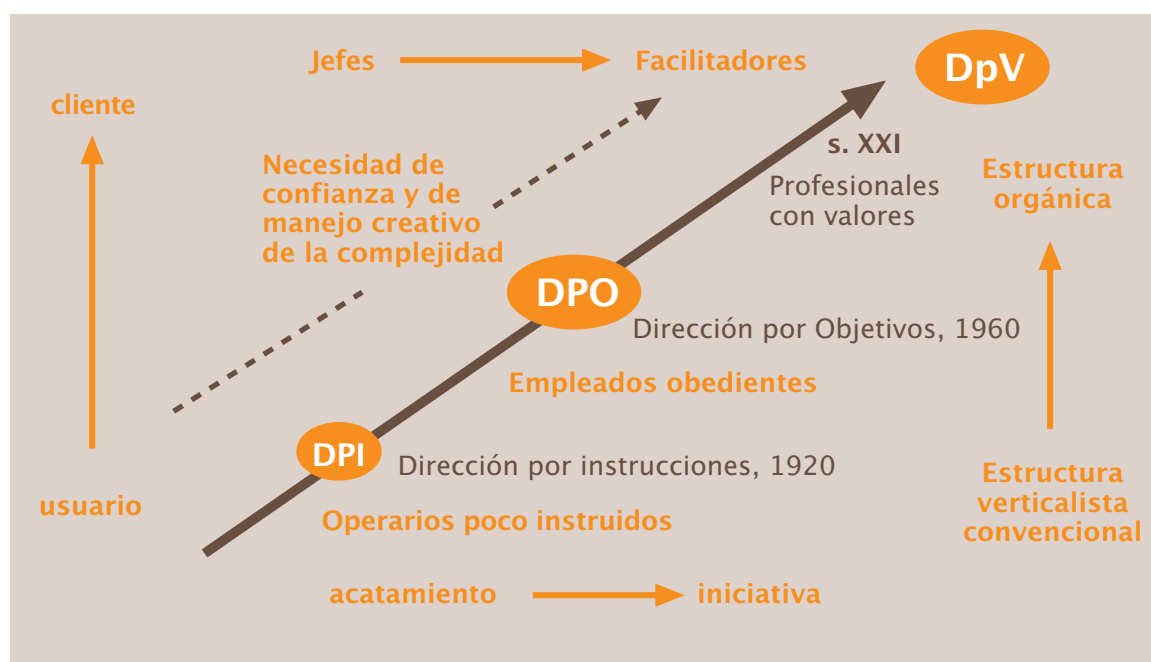 Jefes
Facilitadores
DpV
cliente
s. XXI
Necesidad de
confianza y de
manejo creativo
de la complejidad
Profesionales
con valores
Estructura
orgánica
DPO
Dirección por Objetivos, 1960
Empleados obedientes
DPI
Dirección por instrucciones, 1920
usuario
Operarios poco instruidos
Estructura
verticalista
convencional
acatamiento
iniciativa